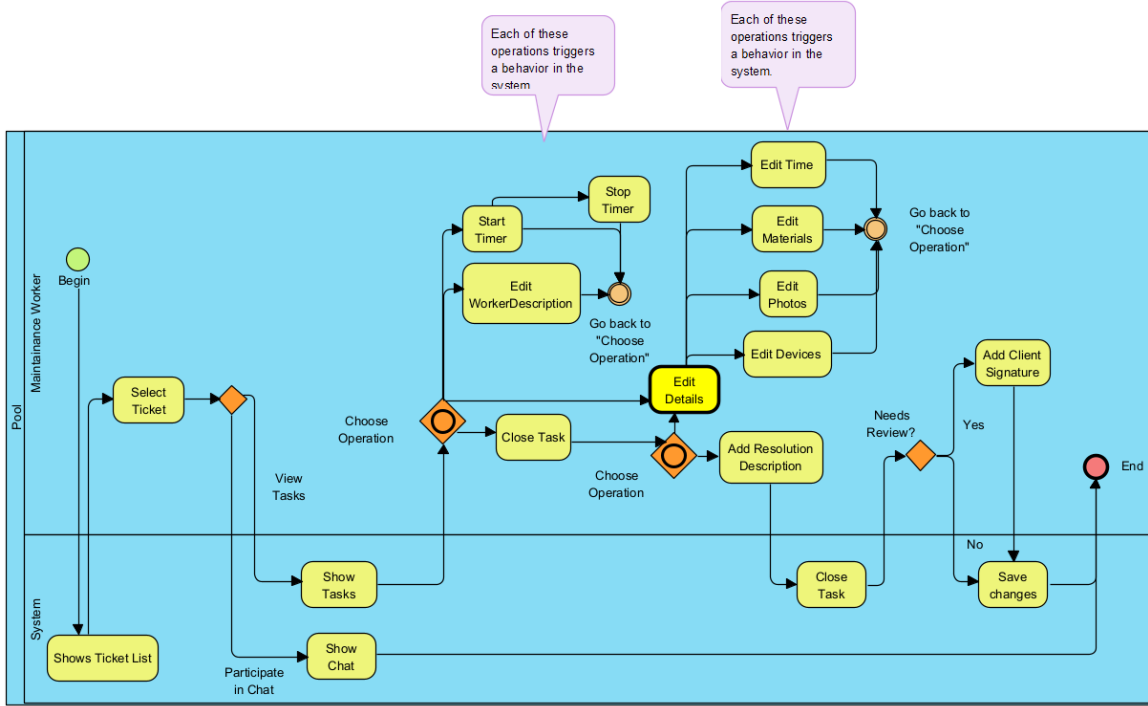 Each of these
operations triggers
a behavior in the
system
Each of these
operations triggers
a behavior in the
system.
Pool
Maintainance Worker
System
Begin
Select
Ticket
Shows Ticket List
View
Tasks
Participate
in Chat
Show
Tasks
Show
Chat
Choose
Operation
Start
Timer
Stop
Timer
Edit
WorkerDescription
Go back to
"Choose
Operation"
Close Task
Choose
Operation
Edit
Details
Edit Time
Edit
Materials
Edit
Photos
Edit Devices
Go back to
"Choose
Operation"
Add Resolution
Description
Close
Task
Needs
Review?
Yes
No
Add Client
Signature
Save
changes
End